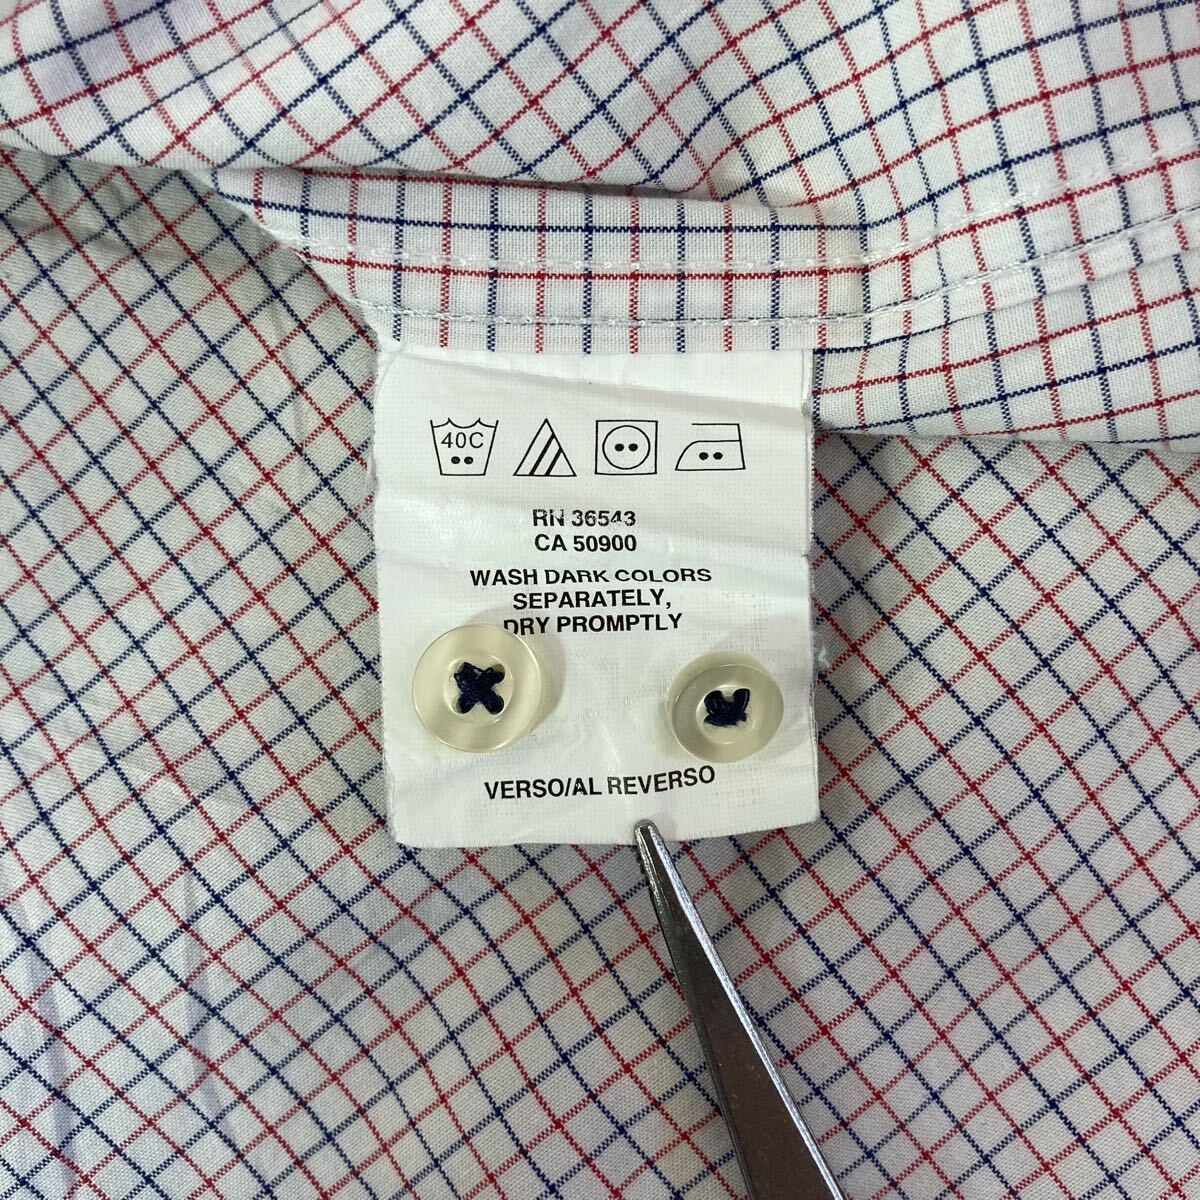 40C
RN 36543
CA 50900
WASH DARK COLORS
SEPARATELY,
DRY PROMPTLY
VERSO/AL REVERSO